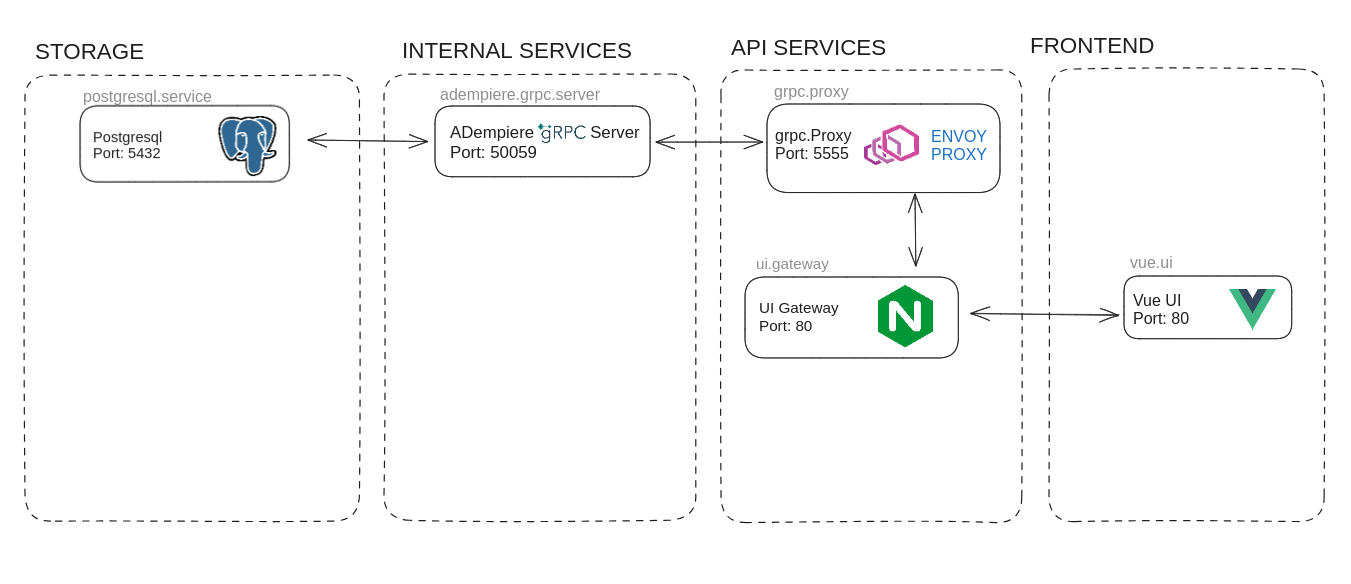 STORAGE
INTERNAL SERVICES
API SERVICES
FRONTEND
postgresql.service
Postgresql
Port: 5432
adempiere.grpc.server
ADempiere gRPC Server
Port: 50059
grpc.proxy
grpc.Proxy
Port: 5555
ENVOY
PROXY
ui.gateway
UI Gateway
Port: 80
N
vue.ui
Vue UI
Port: 80